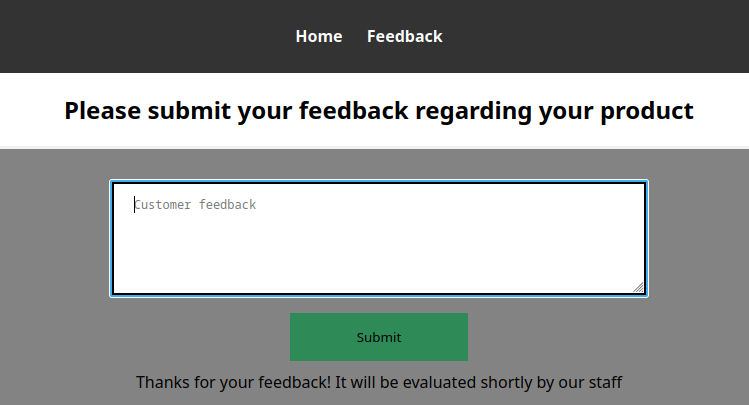 Home Feedback
Please submit your feedback regarding your product
Customer feedback
Submit
Thanks for your feedback! It will be evaluated shortly by our staff